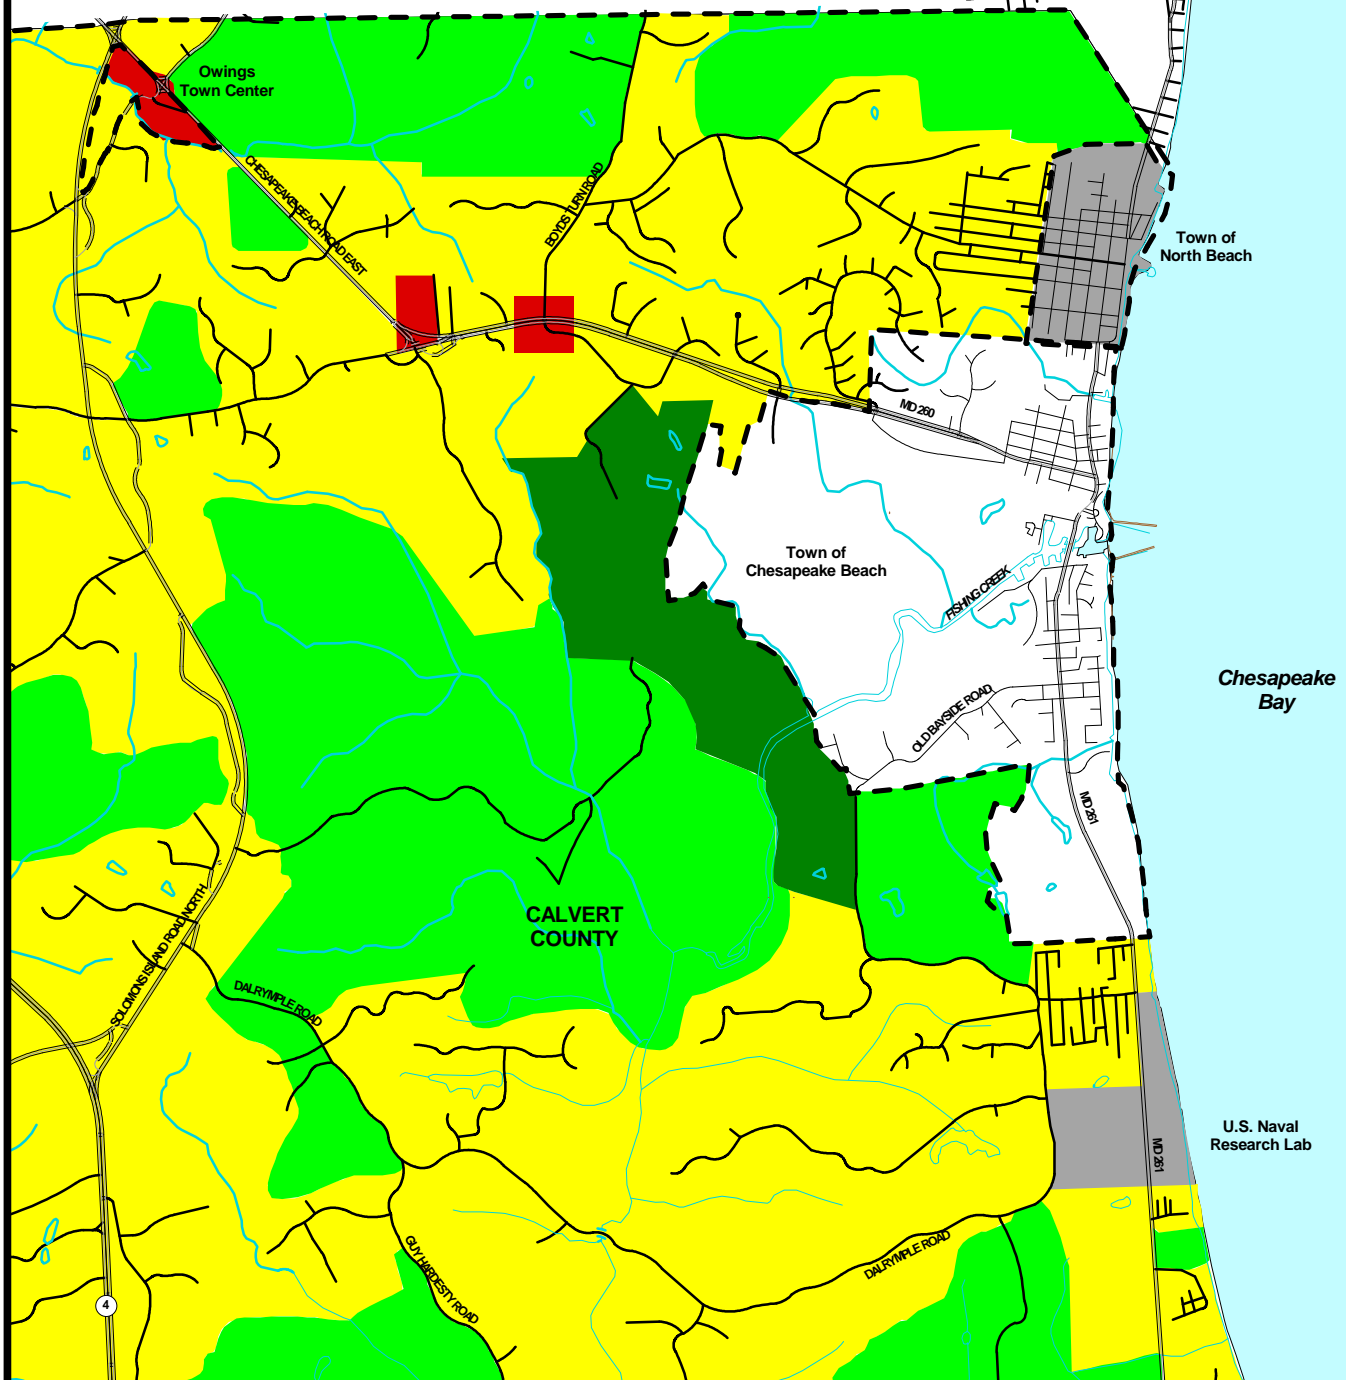 Owings
Town Center
CHESAPEAKE BEACH ROAD EAST
BOYDS TURN ROAD
Town of
North Beach
MD 260
Town of
Chesapeake Beach
FISHING CREEK
Chesapeake
Bay
OLD BAYSIDE ROAD
MD 261
CALVERT
COUNTY
SOLOMONS ISLAND ROAD NORTH
DALRYMPLE ROAD
U.S. Naval
Research Lab
MD 261
GUY HARDESTY ROAD
DALRYMPLE ROAD
4